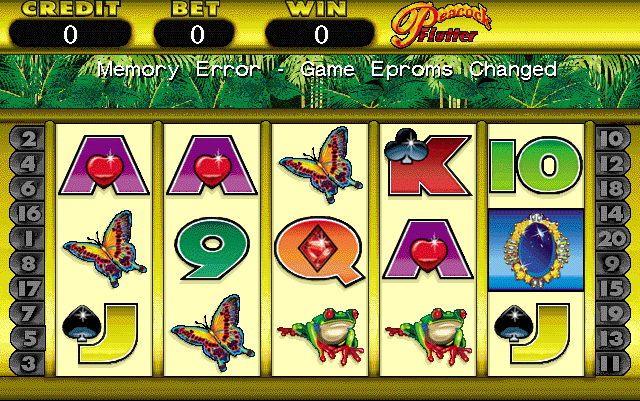 CREDIT BET WIN
0 0 0
Peacock
Flutter
Memory Error - Game Eproms Changed
2 A A K 10 10
4 12
6 18
16 14
1 9 Q A 20
8 9
17 15
7 J J 19
5 13
3 11